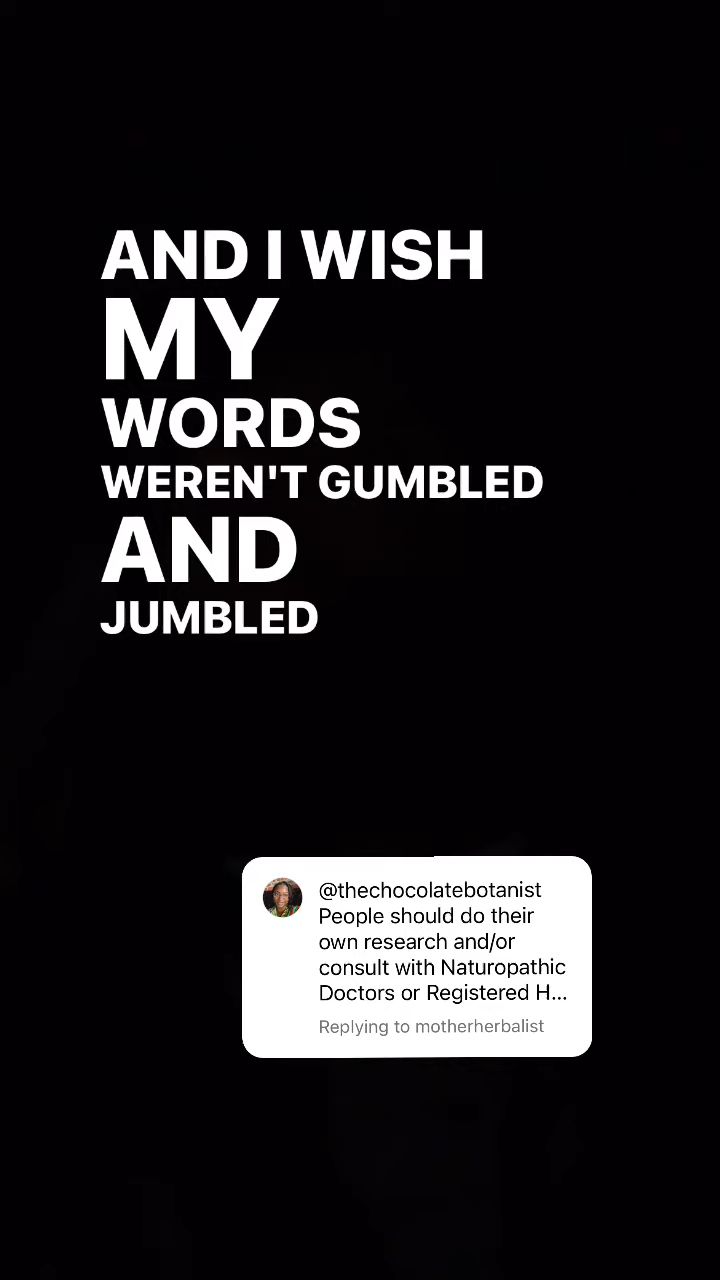 AND I WISH
MY
WORDS
WEREN'T GUMBLED
AND
JUMBLED
@thechocolatebotanist
People should do their
own research and/or
consult with Naturopathic
Doctors or Registered H...
Replying to motherherbalist